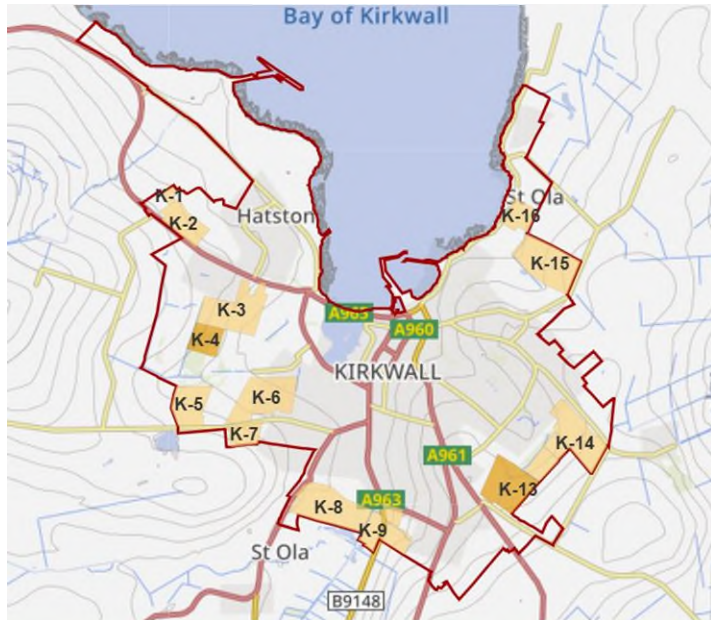 Bay of Kirkwall
K-1
St Ola
K-16
Hatston
K-2
K-15
K-3
A965
A960
K-4
KIRKWALL
K-6
K-5
K-7
K-14
A961
K-13
A963
K-8
K-9
St Ola
B9148